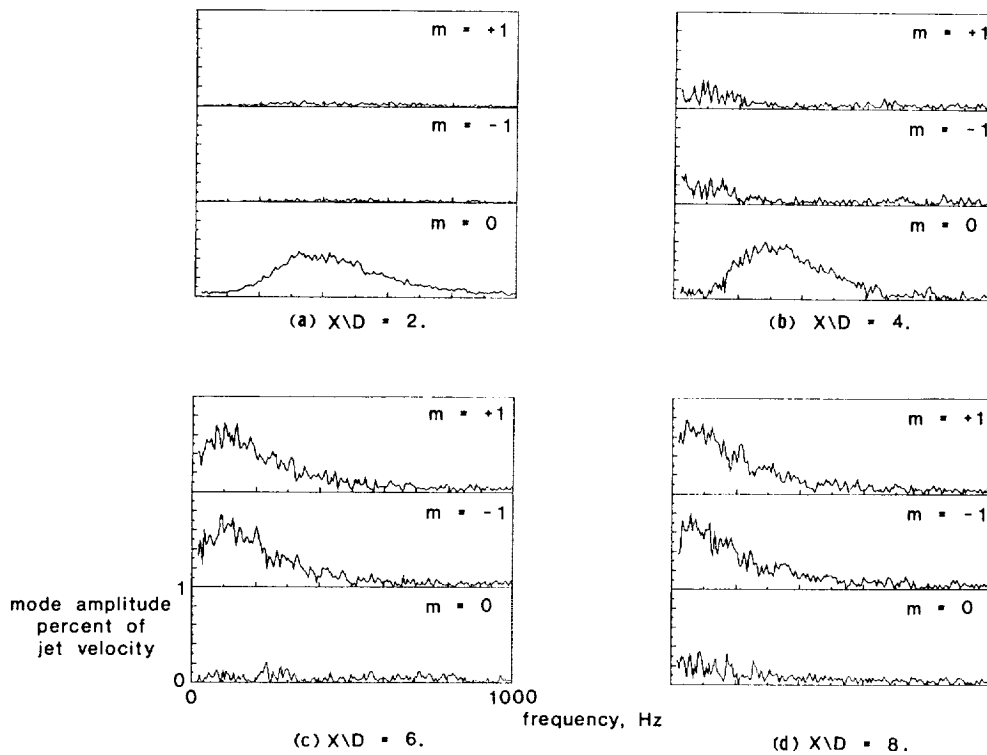 m = +1
m = -1
m = 0
(a) X\D = 2.
m = +1
m = -1
m = 0
(b) X\D = 4.
m = +1
m = -1
m = 0
1
mode amplitude
percent of
jet velocity
0
0
1000
frequency, Hz
(c) X\D = 6.
m = +1
m = -1
m = 0
(d) X\D = 8.